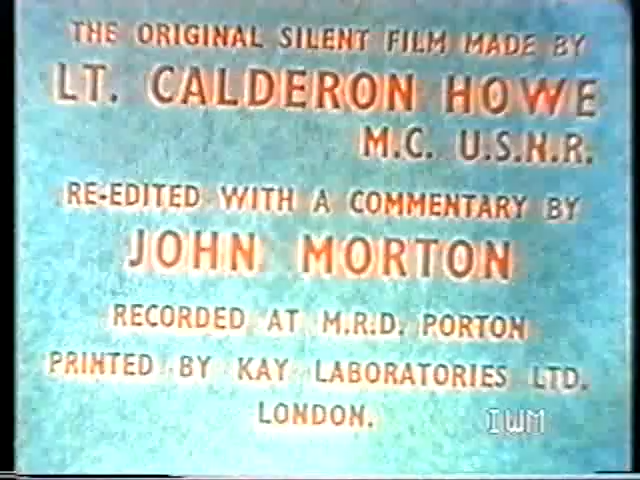 THE ORIGINAL SILENT FILM MADE BY
LT. CALDERON HOWE
M.C. U.S.N.R.
RE-EDITED WITH A COMMENTARY BY
JOHN MORTON
RECORDED AT M.R.D. PORTON
PRINTED BY KAY LABORATORIES LTD.
LONDON.
IWM